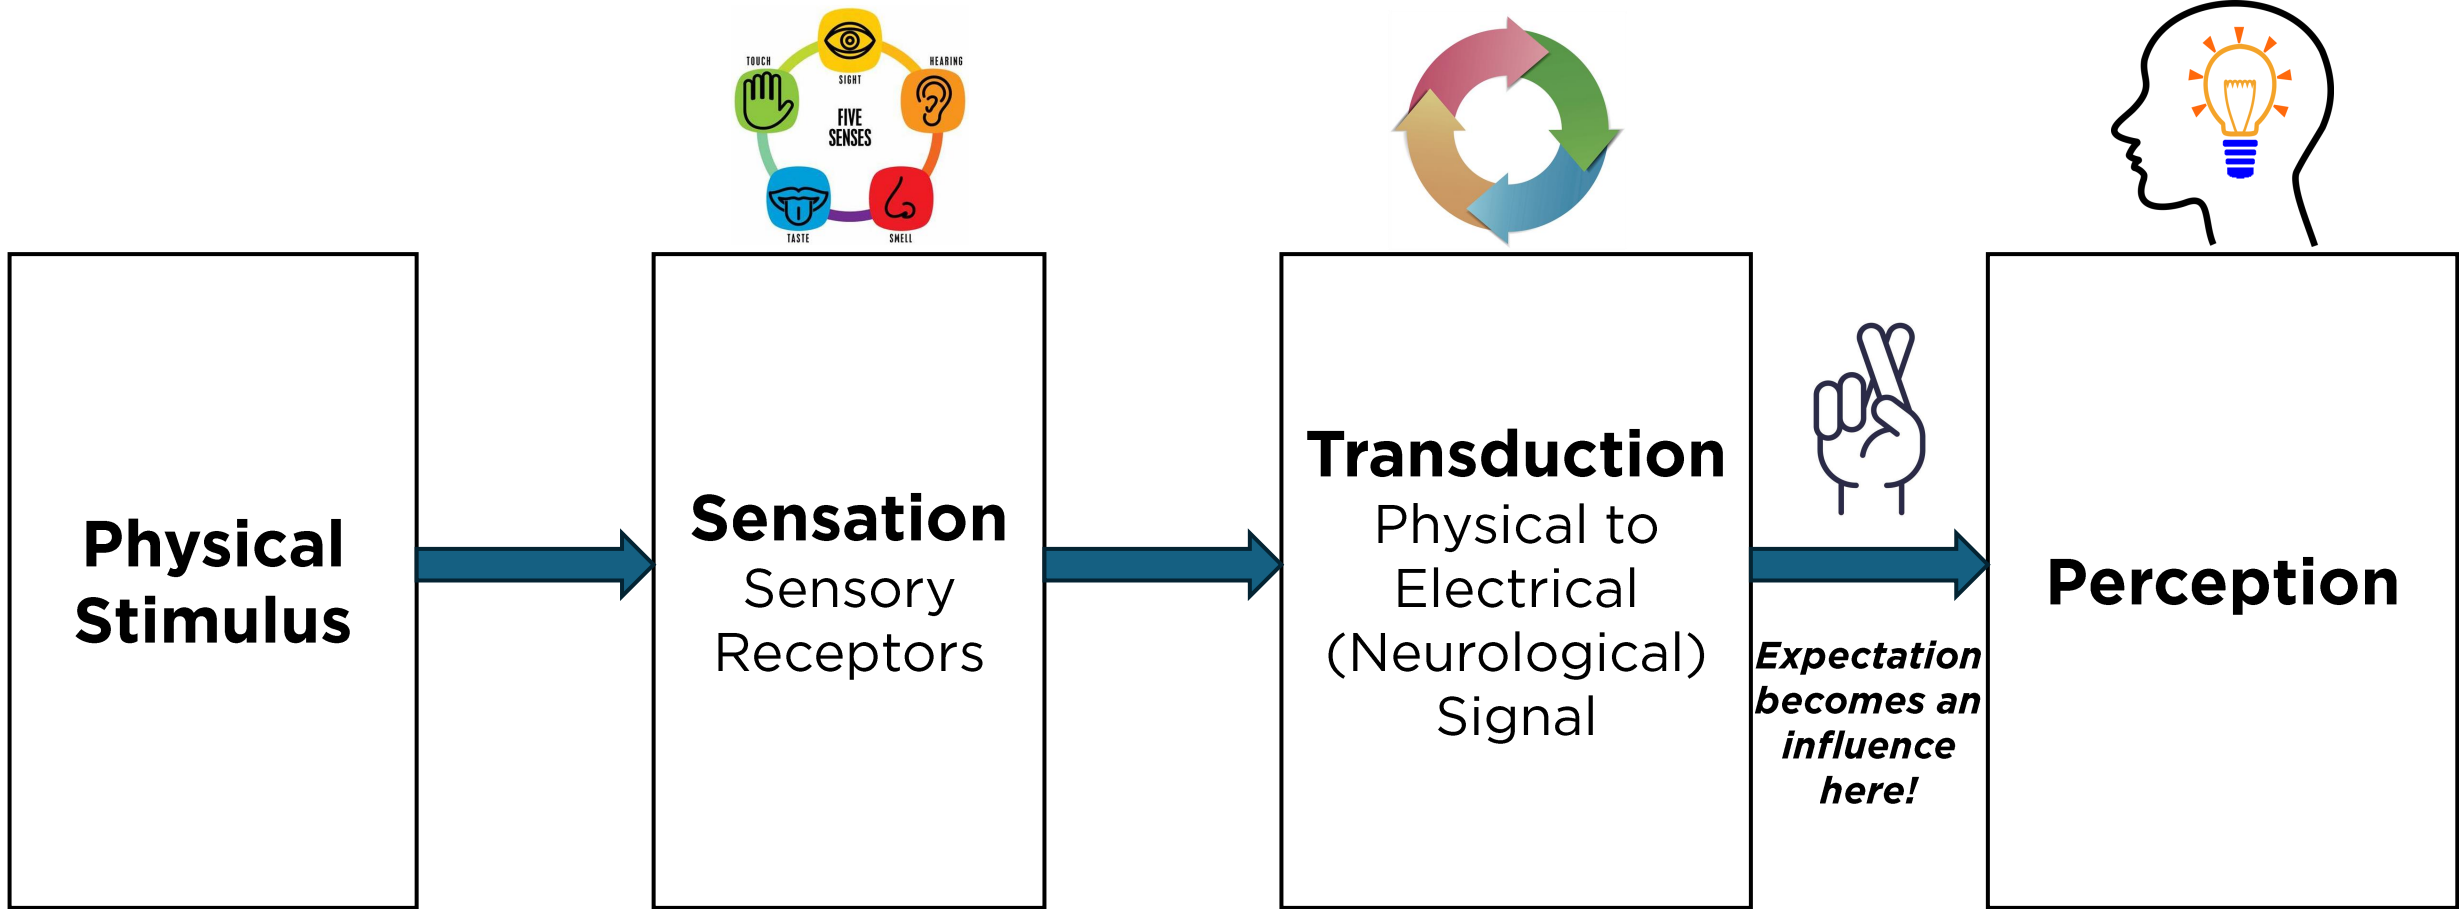 TOUCH
SIGHT
HEARING
FIVE
SENSES
TASTE
SMELL
Physical
Stimulus
Sensation
Sensory
Receptors
Transduction
Physical to
Electrical
(Neurological)
Signal
Expectation
becomes an
influence
here!
Perception